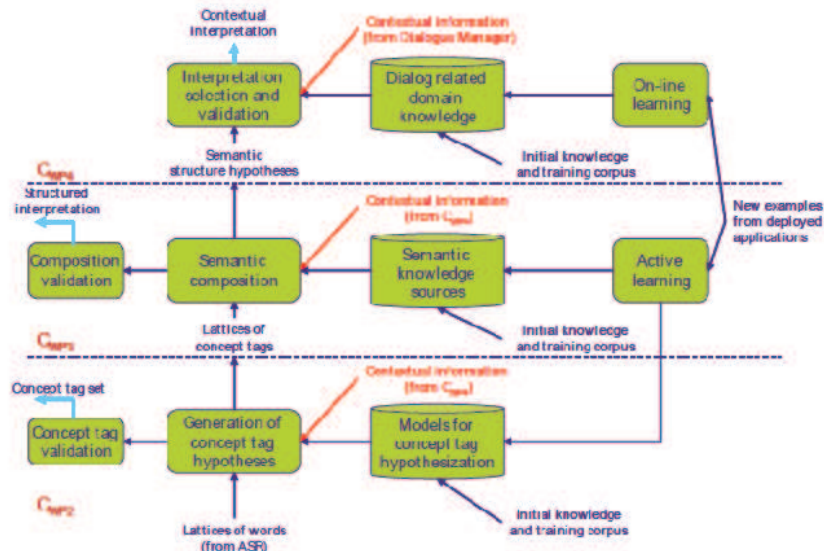 Contextual
interpretation
Contextual information
(from Dialogue Manager)
Interpretation
selection and
validation
Dialog related
domain
knowledge
On-line
learning
Semantic
structure hypotheses
Initial knowledge
and training corpus
C
Structured
interpretation
Contextual information
(from C
New examples
from deployed
applications
Composition
validation
Semantic
composition
Semantic
knowledge
sources
Active
learning
Lattices of
concept tags
Initial knowledge
and training corpus
C
Concept tag set
Contextual information
(from C
Concept tag
validation
Generation of
concept tag
hypotheses
Models for
concept tag
hypothesization
CWP2
Lattices of words
(from ASR)
Initial knowledge
and training corpus